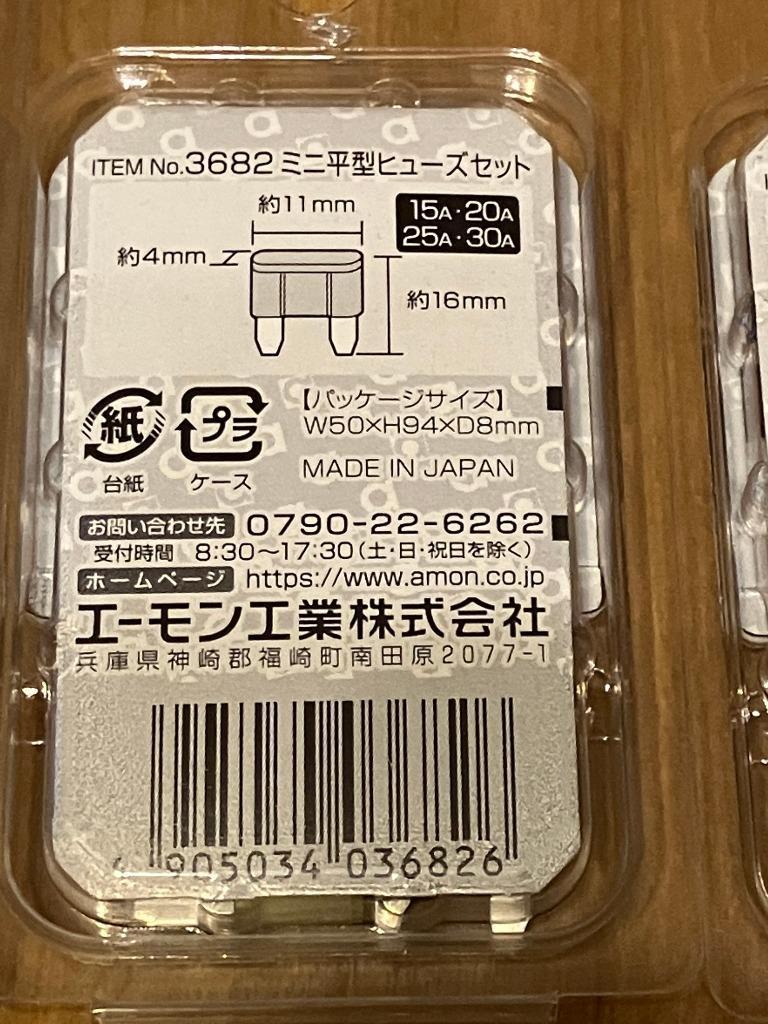 ITEM No.3682 ミニ平型ヒューズセット
約11mm
15A・20A
25A・30A
約4mm
約16mm
紙
プラ
台紙
ケース
【パッケージサイズ】
W50×H94×D8mm
MADE IN JAPAN
お問い合わせ先 0790-22-6262
受付時間 8:30〜17:30(土・日・祝日を除く)
ホームページ https://www.amon.co.jp
エーモン工業株式会社
兵庫県神崎郡福崎町南田原2077-1
905034 036826